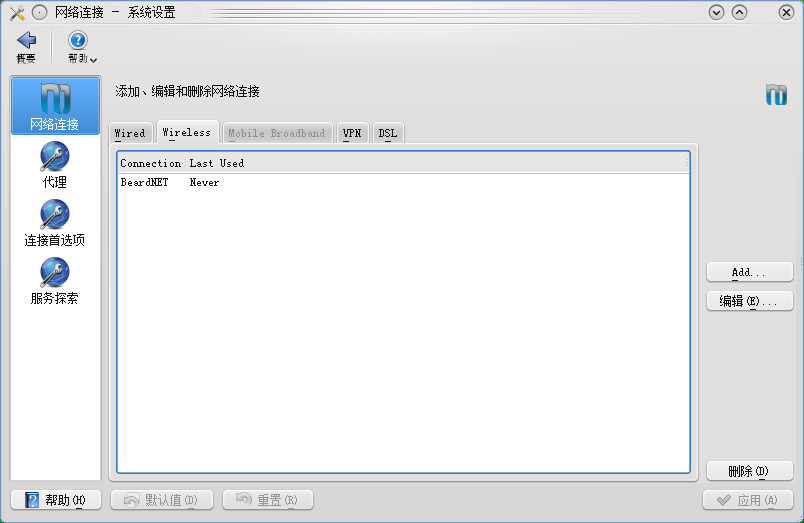 网络连接 – 系统设置
概要
帮助
网络连接
代理
连接首选项
服务探索
添加、编辑和删除网络连接
Wired Wireless Mobile Broadband VPN DSL
Connection Last Used
BeardNET Never
Add...
编辑(E)...
删除(D)
帮助(H) 默认值(D) 重置(R) 应用(A)